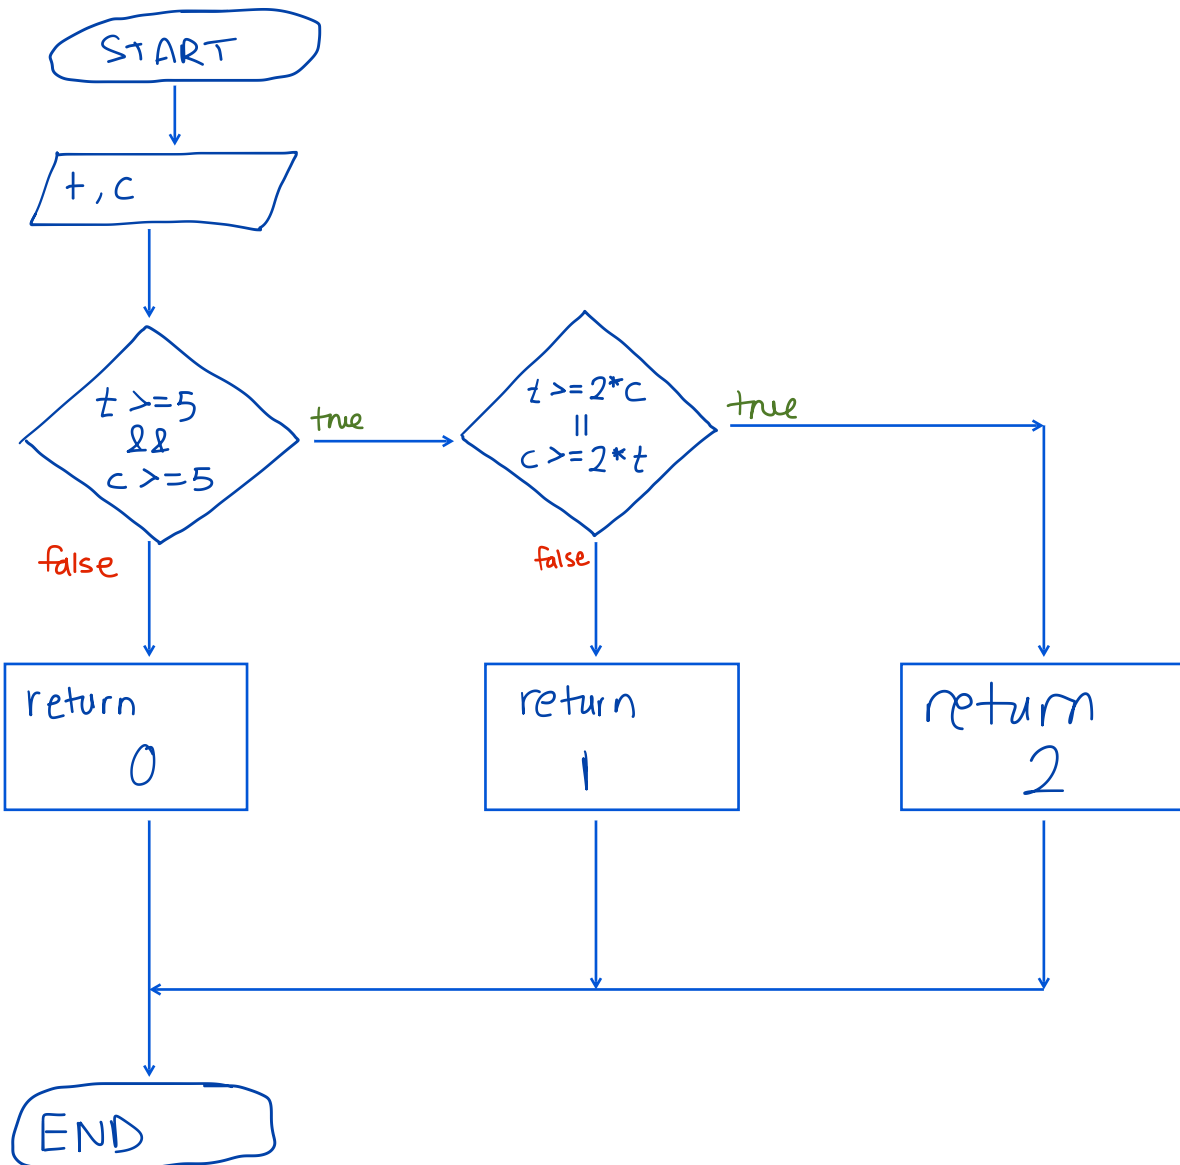 START
t, c
t >=5
&&
c >=5
true
false
t >=2*c
||
c >=2*t
true
false
return
0
return
1
return
2
END